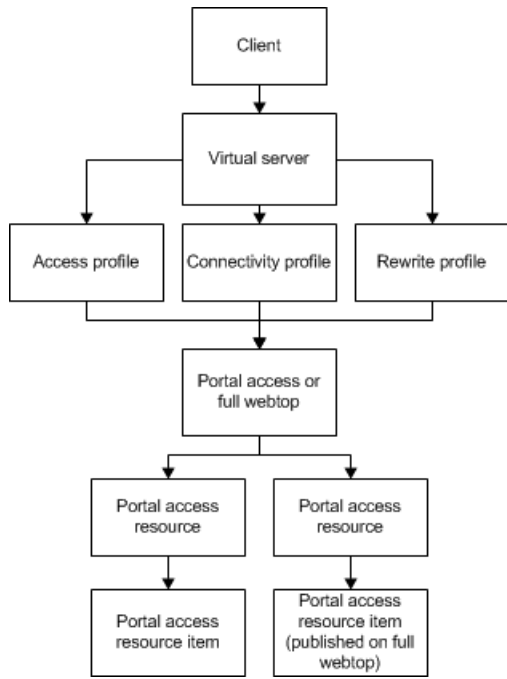 Client
Virtual server
Access profile
Connectivity profile
Rewrite profile
Portal access or
full webtop
Portal access
resource
Portal access
resource
Portal access
resource item
Portal access
resource item
(published on full
webtop)